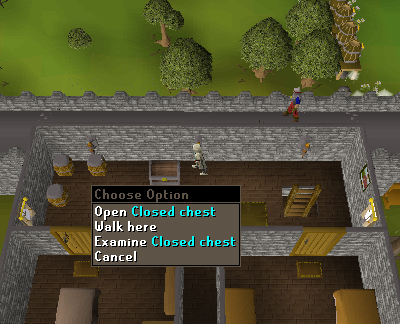 Choose Option
Open Closed chest
Walk here
Examine Closed chest
Cancel